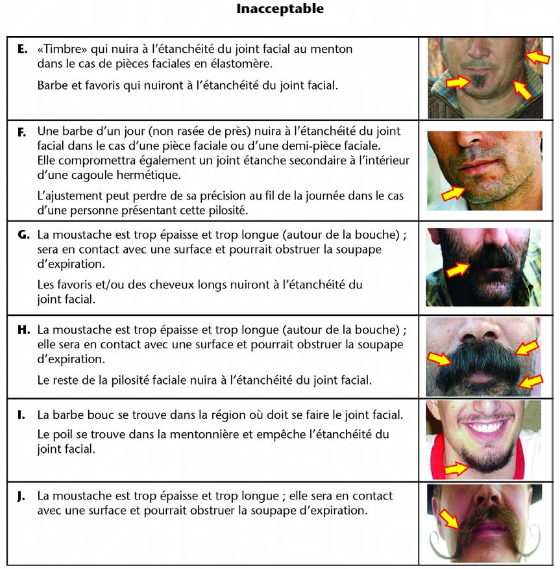 Inacceptable
E. «Timbre» qui nuira à l'étanchéité du joint facial au menton
dans le cas de pièces faciales en élastomère.
Barbe et favoris qui nuiront à l'étanchéité du joint facial.
F. Une barbe d'un jour (non rasée de près) nuira à l'étanchéité du joint
facial dans le cas d'une pièce faciale ou d'une demi-pièce faciale.
Elle compromettra également un joint étanche secondaire à l'intérieur
d'une cagoule hermétique.
L'ajustement peut perdre de sa précision au fil de la journée dans le cas
d'une personne présentant cette pilosité.
G. La moustache est trop épaisse et trop longue (autour de la bouche) ;
sera en contact avec une surface et pourrait obstruer la soupape
d'expiration.
Les favoris et/ou des cheveux longs nuiront à l'étanchéité du
joint facial.
H. La moustache est trop épaisse et trop longue (autour de la bouche) ;
elle sera en contact avec une surface et pourrait obstruer la soupape
d'expiration.
Le reste de la pilosité faciale nuira à l'étanchéité du joint facial.
I. La barbe bouc se trouve dans la région où doit se faire le joint facial.
Le poil se trouve dans la mentonnière et empêche l'étanchéité du
joint facial.
J. La moustache est trop épaisse et trop longue ; elle sera en contact
avec une surface et pourrait obstruer la soupape d'expiration.